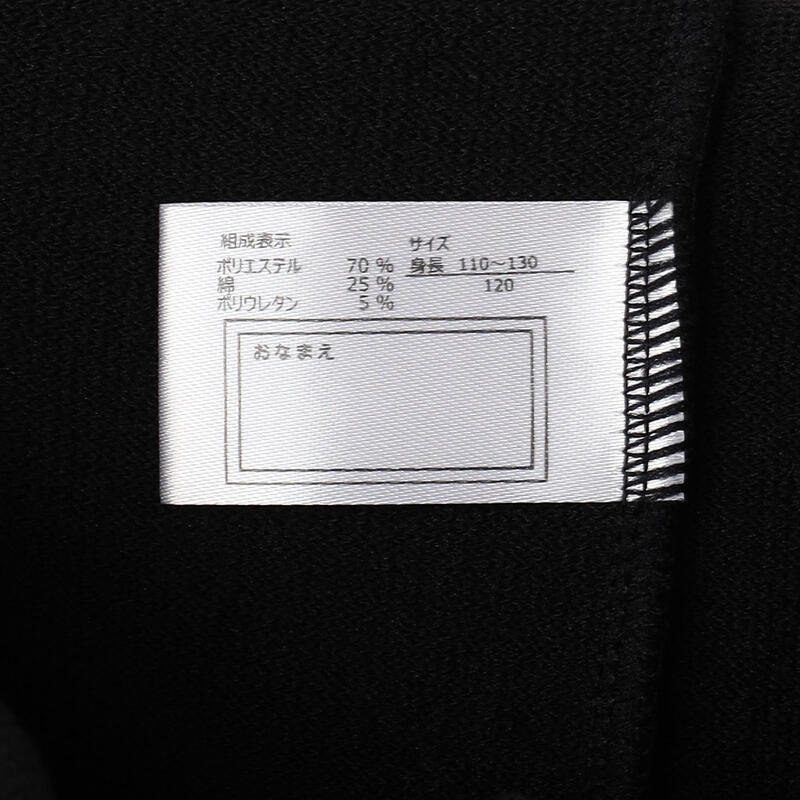 組成表示
ポリエステル 70 %
綿 25 %
ポリウレタン 5 %
サイズ
身長 110〜130
120
おなまえ